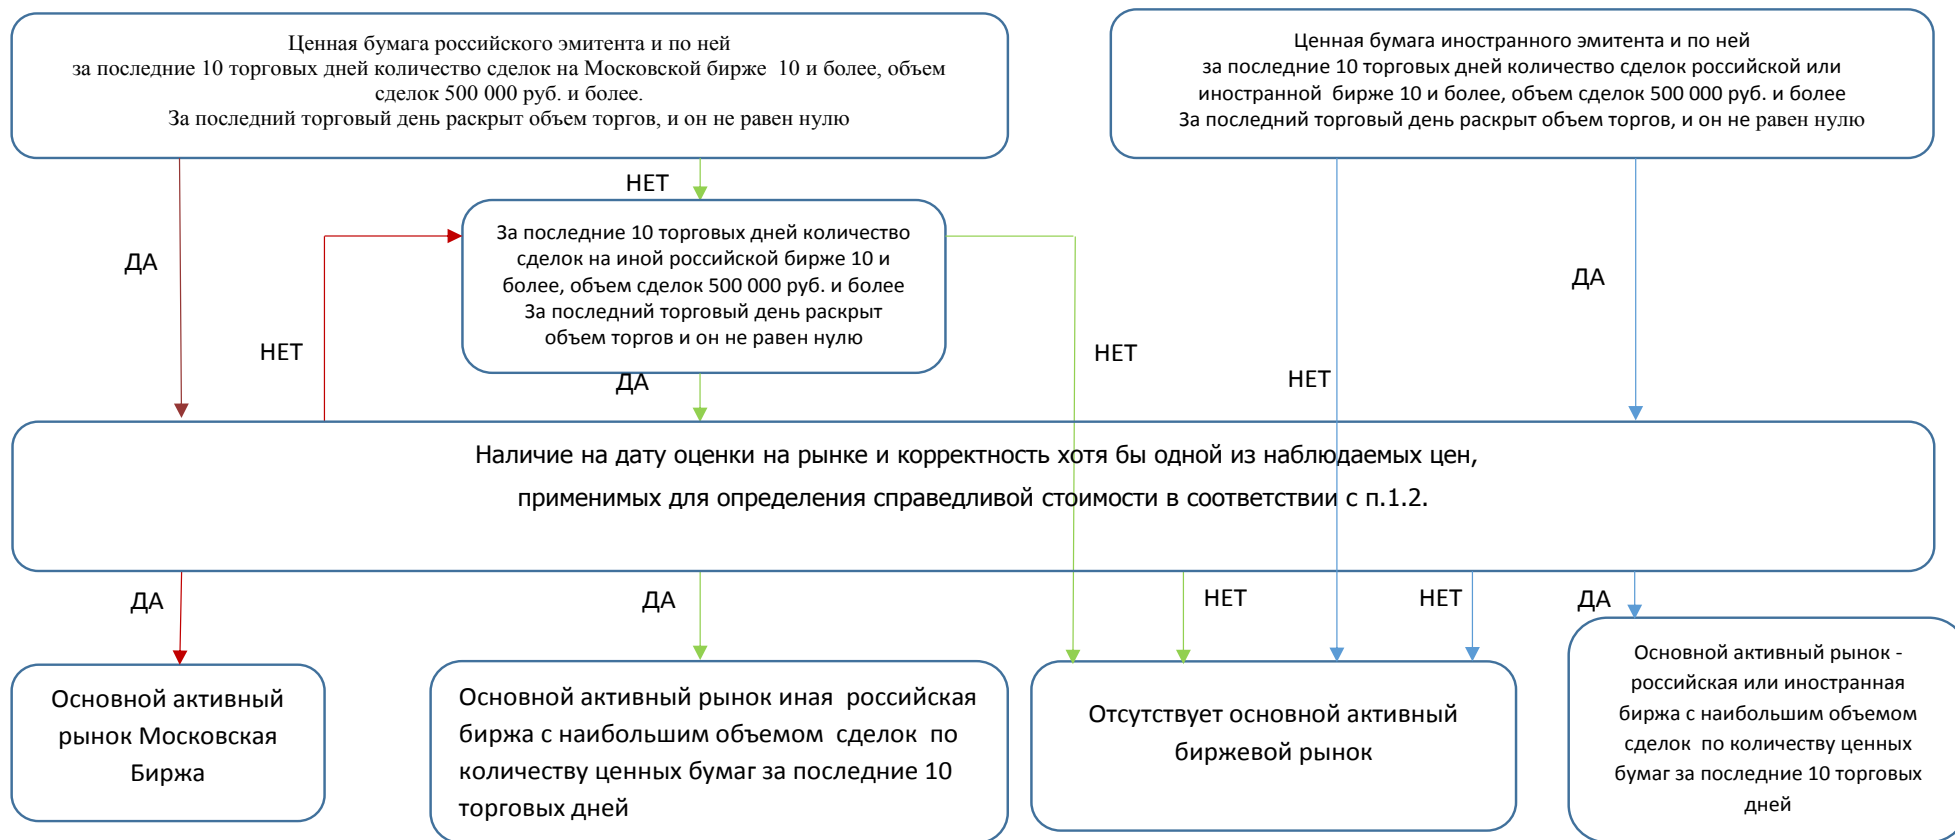 Ценная бумага российского эмитента и по ней
за последние 10 торговых дней количество сделок на Московской бирже 10 и более, объем
сделок 500 000 руб. и более.
За последний торговый день раскрыт объем торгов, и он не равен нулю
Ценная бумага иностранного эмитента и по ней
за последние 10 торговых дней количество сделок российской или
иностранной бирже 10 и более, объем сделок 500 000 руб. и более
За последний торговый день раскрыт объем торгов, и он не равен нулю
НЕТ
За последние 10 торговых дней количество
сделок на иной российской бирже 10 и
более, объем сделок 500 000 руб. и более
За последний торговый день раскрыт
объем торгов и он не равен нулю
ДА
ДА
НЕТ
НЕТ
НЕТ
ДА
Наличие на дату оценки на рынке и корректность хотя бы одной из наблюдаемых цен,
применимых для определения справедливой стоимости в соответствии с п.1.2.
ДА
ДА
НЕТ
НЕТ
ДА
Основной активный
рынок Московская
Биржа
Основной активный рынок иная российская
биржа с наибольшим объемом сделок по
количеству ценных бумаг за последние 10
торговых дней
Отсутствует основной активный
биржевой рынок
Основной активный рынок -
российская или иностранная
биржа с наибольшим объемом
сделок по количеству ценных
бумаг за последние 10 торговых
дней